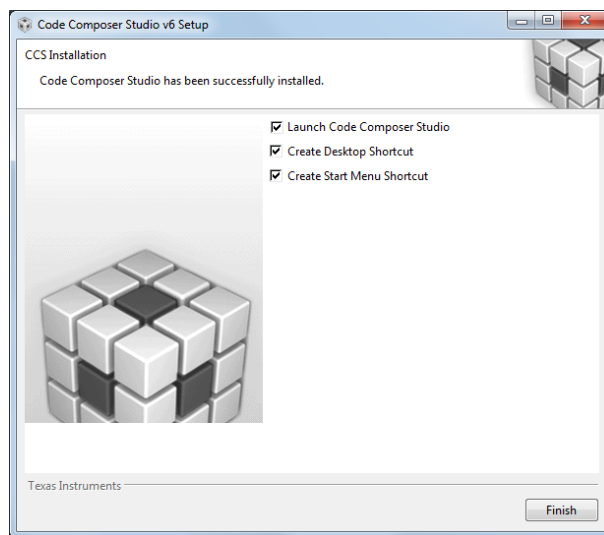 Code Composer Studio v6 Setup
CCS Installation
Code Composer Studio has been successfully installed.
Launch Code Composer Studio
Create Desktop Shortcut
Create Start Menu Shortcut
Texas Instruments
Finish